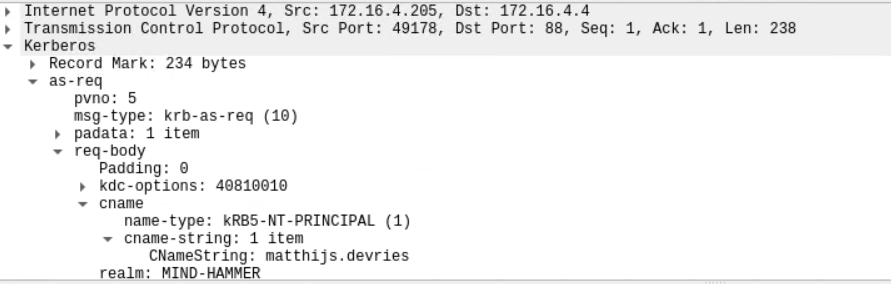 Internet Protocol Version 4, Src: 172.16.4.205, Dst: 172.16.4.4
Transmission Control Protocol, Src Port: 49178, Dst Port: 88, Seq: 1, Ack: 1, Len: 238
Kerberos
Record Mark: 234 bytes
as-req
pvno: 5
msg-type: krb-as-req (10)
padata: 1 item
req-body
Padding: 0
kdc-options: 40810010
cname
name-type: kRB5-NT-PRINCIPAL (1)
cname-string: 1 item
CNameString: matthijs.devries
realm: MIND-HAMMER